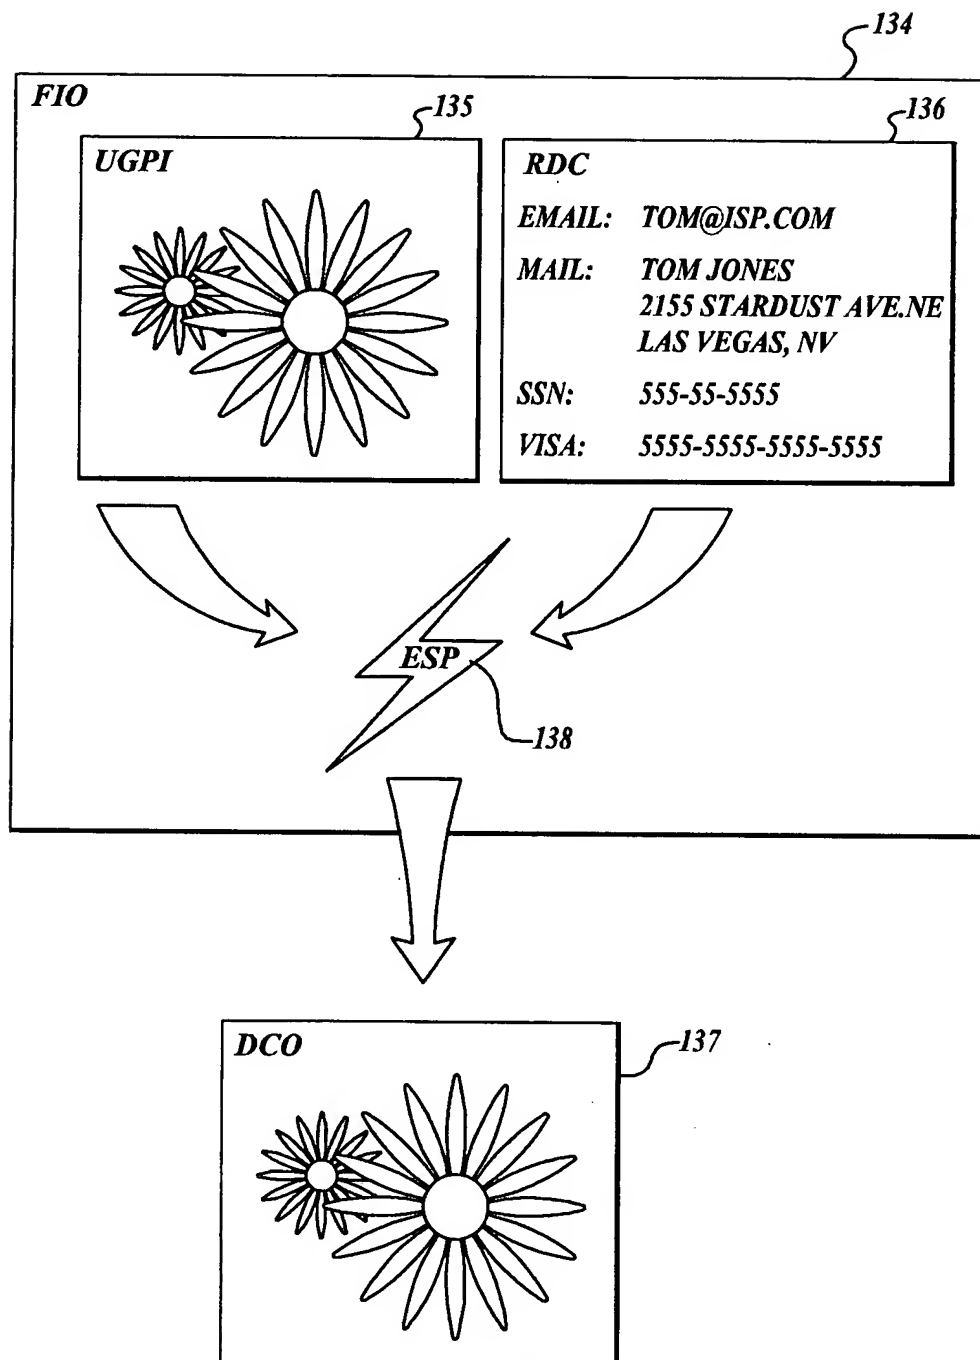 134
FIO
135
136
UGPI
RDC
EMAIL: TOM@ISP.COM
MAIL: TOM JONES
2155 STARDUST AVE.NE
LAS VEGAS, NV
SSN: 555-55-5555
VISA: 5555-5555-5555-5555
ESP
138
DCO
137